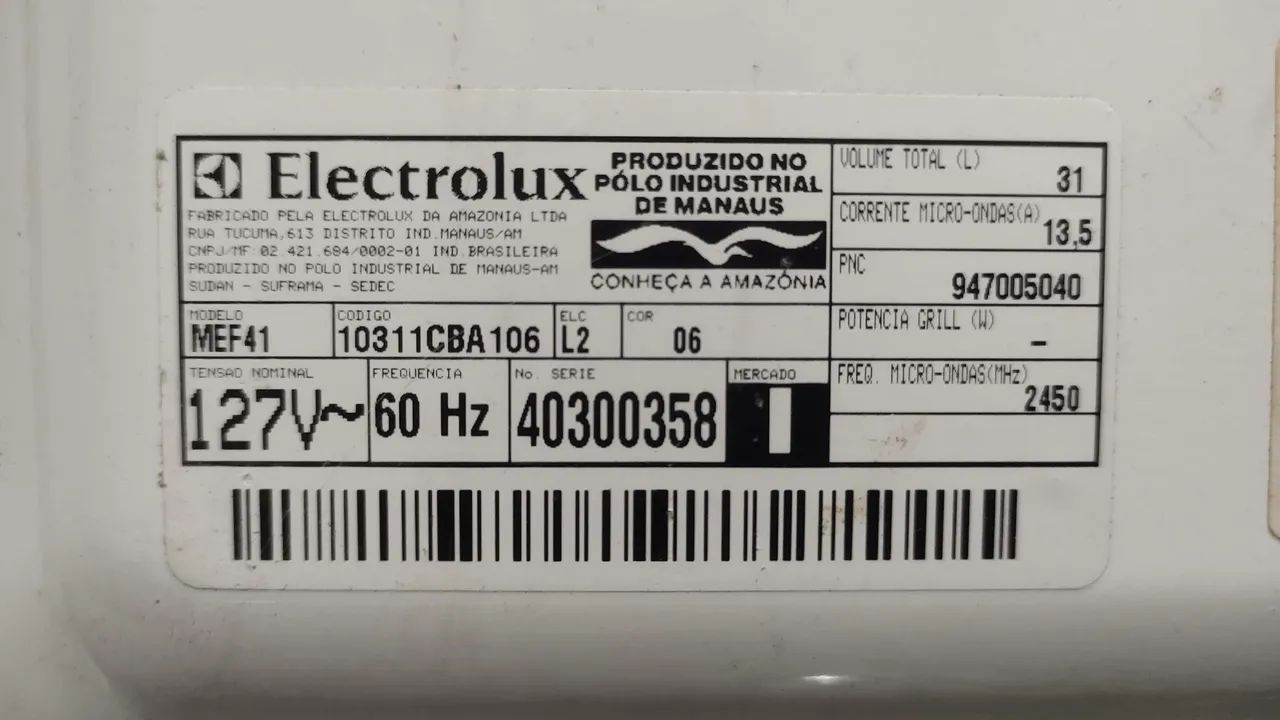 Electrolux
FABRICADO PELA ELECTROLUX DA AMAZONIA LTDA
RUA TUCUMA,613 DISTRITO IND.MANAUS/AM
CNPJ/MF:02.421.684/0002-01 IND.BRASILEIRA
PRODUZIDO NO POLO INDUSTRIAL DE MANAUS-AM
SUDAN - SUFRAMA - SEDEC
PRODUZIDO NO
PÓLO INDUSTRIAL
DE MANAUS
CONHEÇA A AMAZÔNIA
VOLUME TOTAL (L)
31
CORRENTE MICRO-ONDAS(A)
13,5
PNC
947005040
POTENCIA GRILL (W)
-
FREQ. MICRO-ONDAS(MHz)
2450
MODELO
MEF41
CODIGO
10311CBA106
ELC
L2
COR
06
TENSAO NOMINAL
127V~
FREQUENCIA
60 Hz
No. SERIE
40300358
MERCADO
I